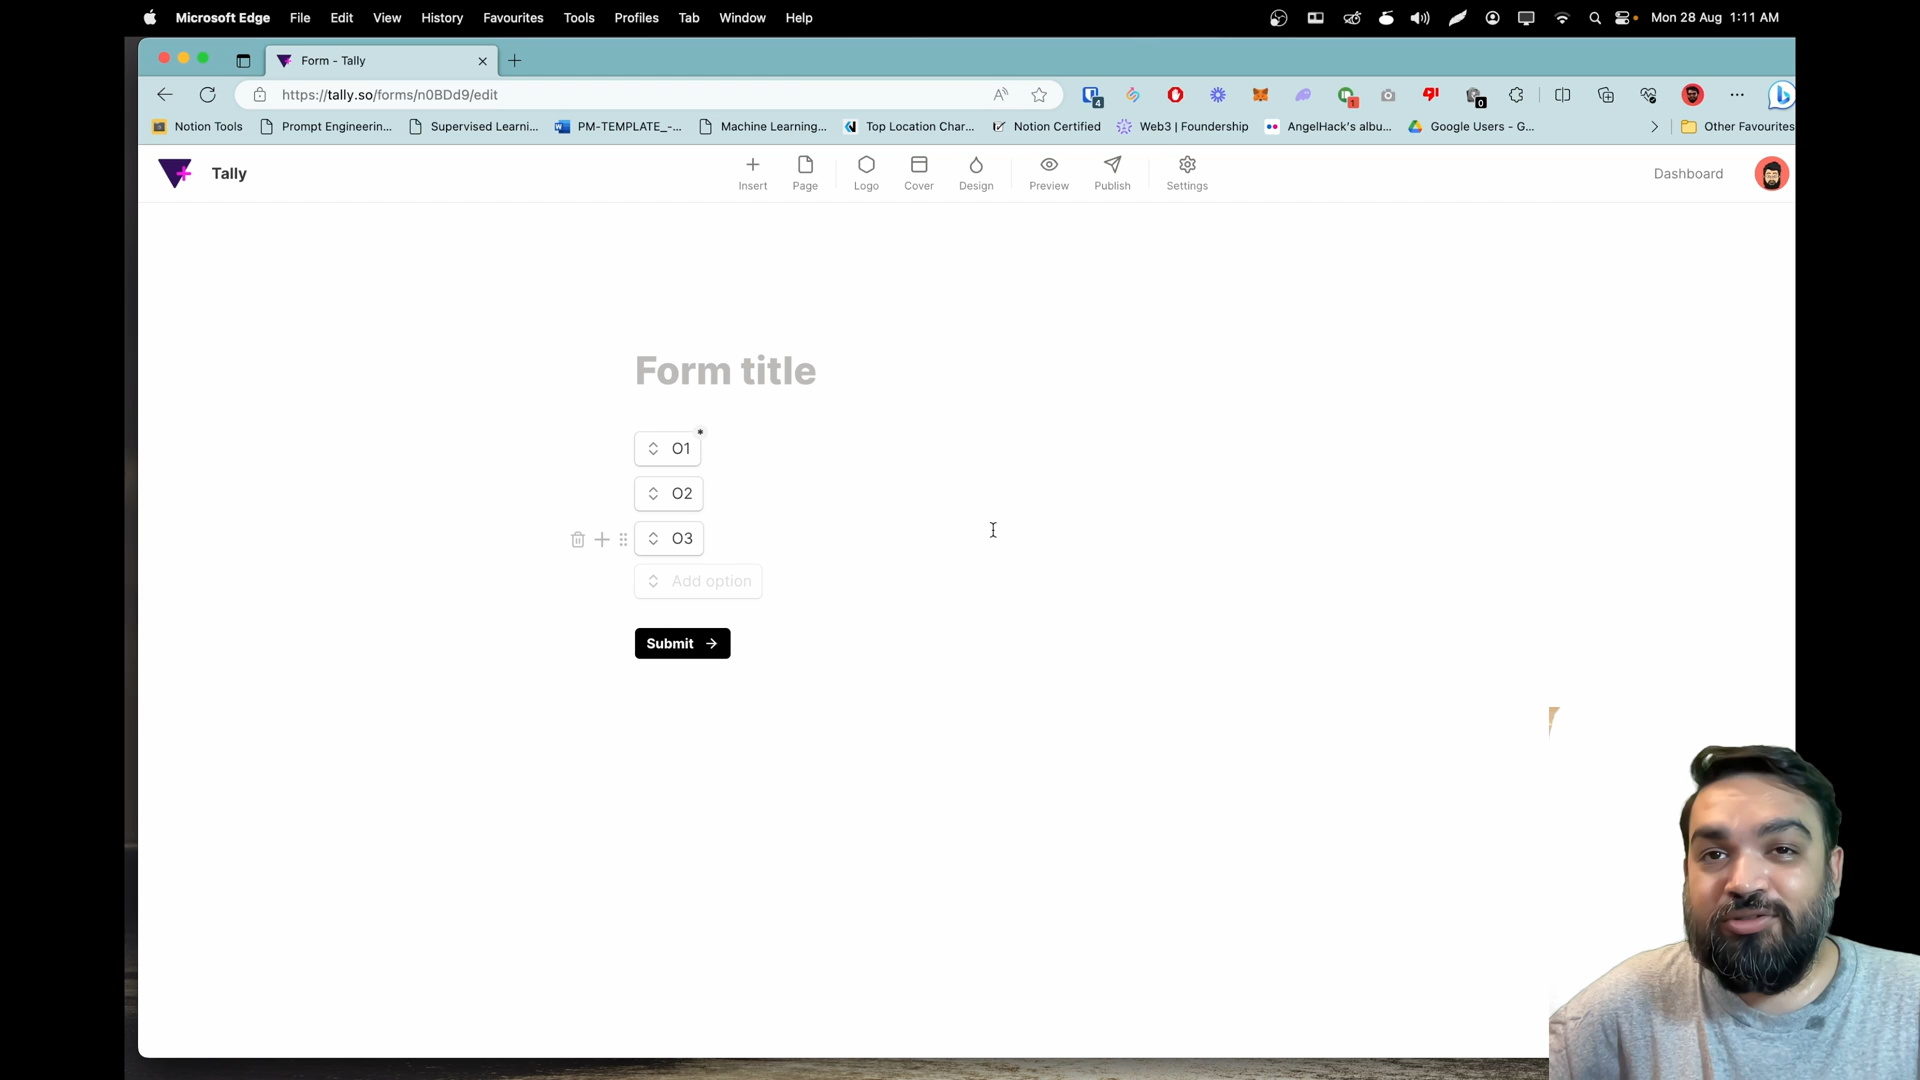 Microsoft Edge File Edit View History Favourites Tools Profiles Tab Window Help Mon 28 Aug 1:11 AM
Form - Tally
https://tally.so/forms/n0BDd9/edit
4 1 0
Notion Tools Prompt Engineerin... Supervised Learni... PM-TEMPLATE_-... Machine Learning... Top Location Char... Notion Certified Web3 | Foundership AngelHack's albu... Google Users - G... Other Favourites
Tally Insert Page Logo Cover Design Preview Publish Settings Dashboard
Form title
O1 *
O2
O3
Add option
Submit →